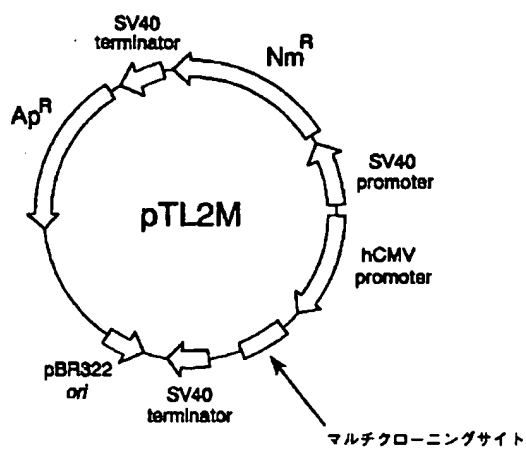 SV40
terminator
Nm^R
Ap^R
SV40
promoter
pTL2M
hCMV
promoter
pBR322
ori
SV40
terminator
マルチクローニングサイト